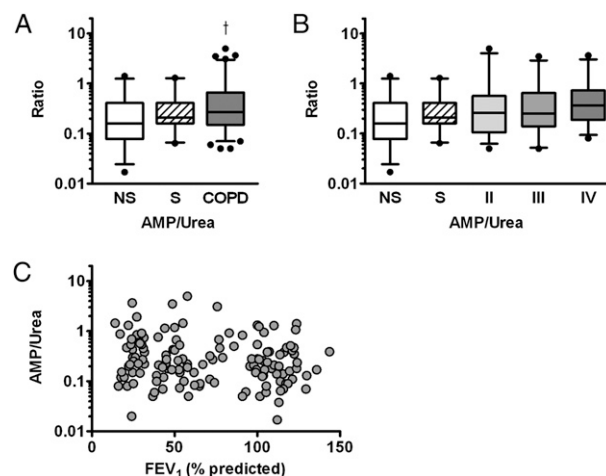 A
†
10
1
0.1
0.01
Ratio
NS S COPD
AMP/Urea
B
10
1
0.1
0.01
Ratio
NS S II III IV
AMP/Urea
C
10
1
0.1
0.01
AMP/Urea
0 50 100 150
FEV₁ (% predicted)